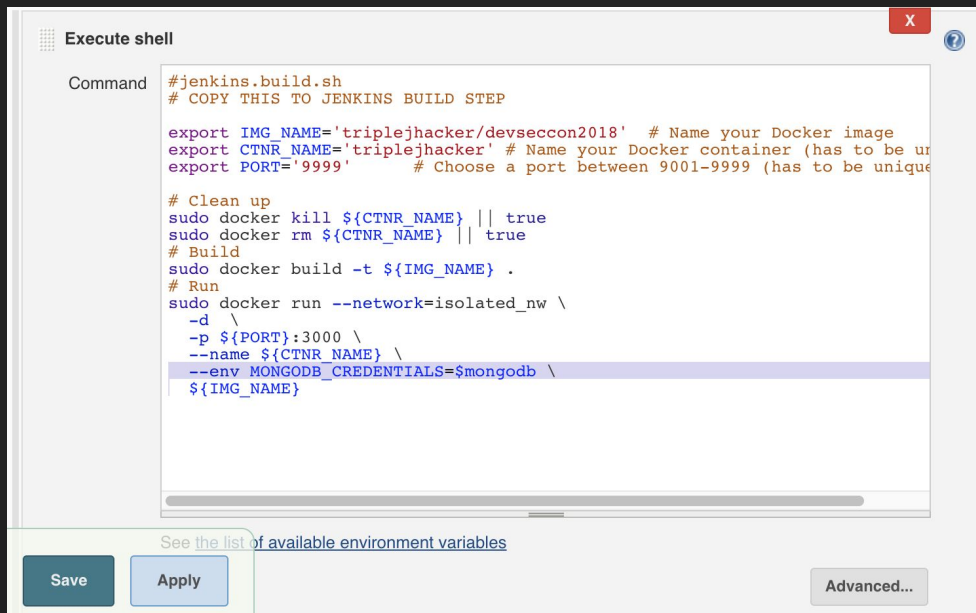 X
Execute shell
?
Command
#jenkins.build.sh
# COPY THIS TO JENKINS BUILD STEP
export IMG_NAME='triplejhacker/devseccon2018'  # Name your Docker image
export CTNR_NAME='triplejhacker' # Name your Docker container (has to be
export PORT='9999'      # Choose a port between 9001-9999 (has to be unique
# Clean up
sudo docker kill ${CTNR_NAME} || true
sudo docker rm ${CTNR_NAME} || true
# Build
sudo docker build -t ${IMG_NAME} .
# Run
sudo docker run --network=isolated_nw \
  -d  \
  -p ${PORT}:3000 \
  --name ${CTNR_NAME} \
  --env MONGODB_CREDENTIALS=$mongodb \
  ${IMG_NAME}
See the list of available environment variables
Save
Apply
Advanced...